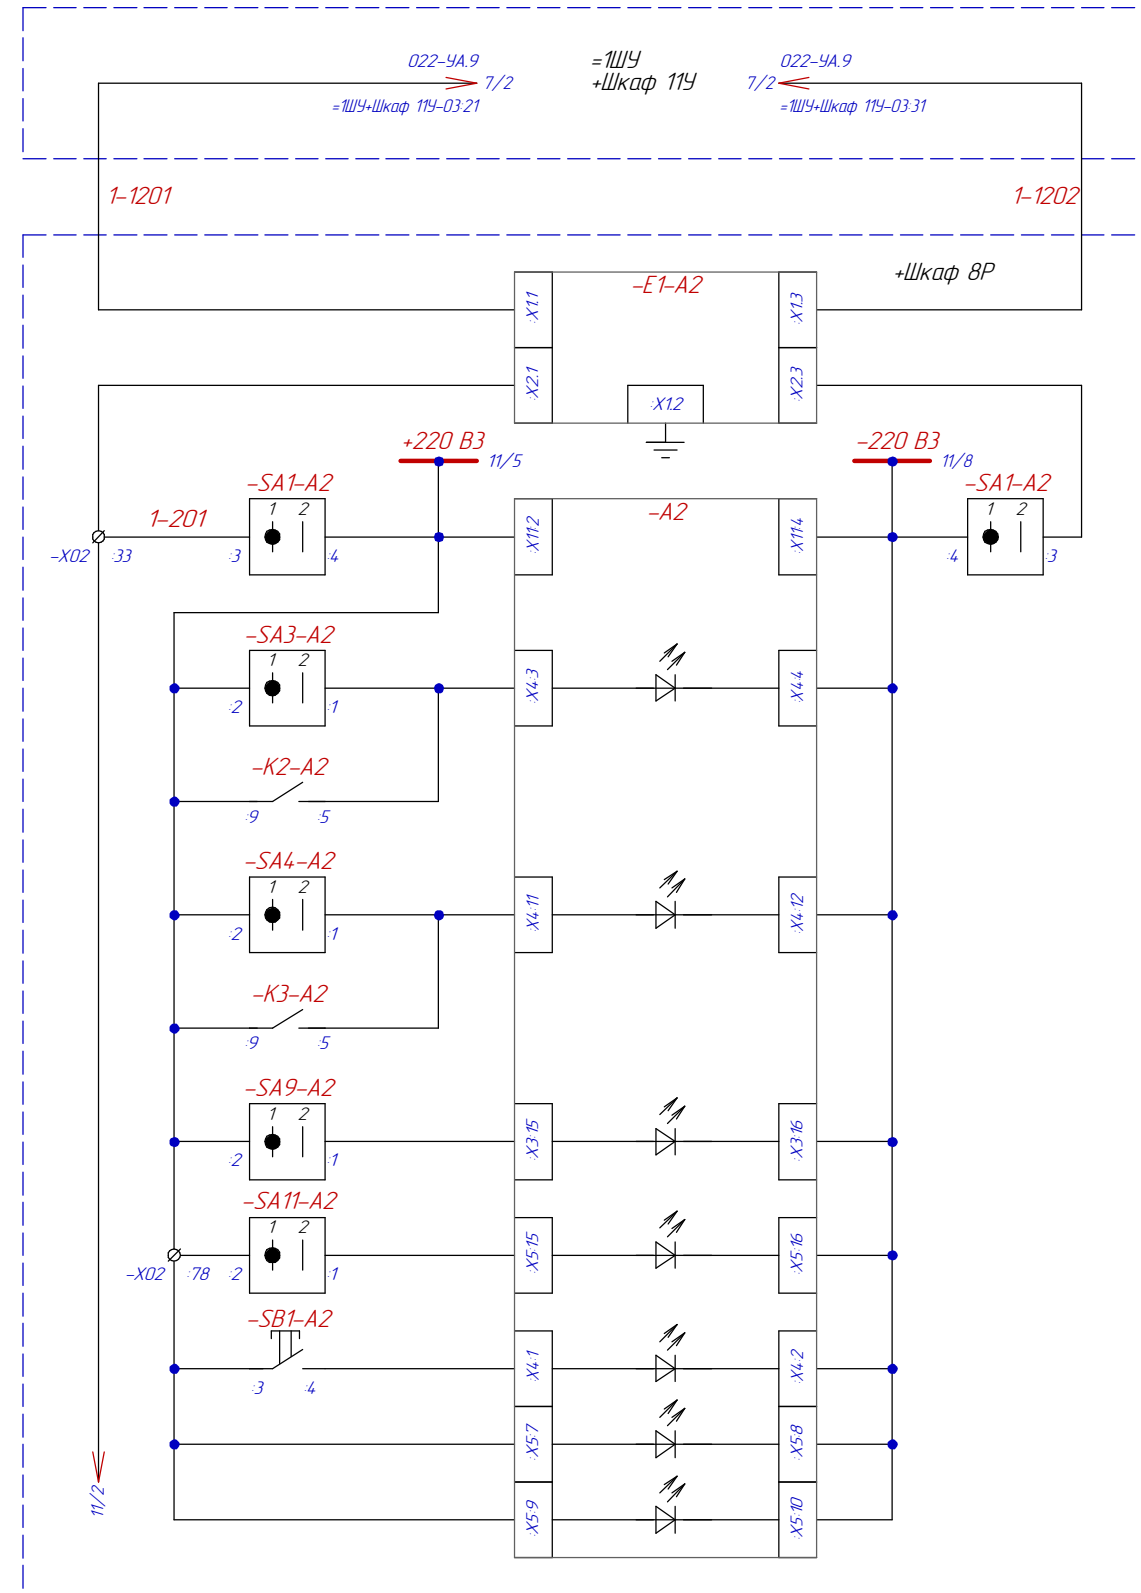 =1ШУ
+Шкаф 11У
022-УА.9
7/2
=1ШУ+Шкаф 11У-03:21
022-УА.9
7/2
=1ШУ+Шкаф 11У-03:31
1-1201
1-1202
+Шкаф 8Р
-E1-A2
:X1.1
:X1.3
:X2.1
:X2.3
:X1.2
+220 В3
11/5
-220 В3
11/8
-SA1-A2
1 2
:3
:4
1-201
-X02 :33
-A2
:X11:2
:X11:4
-SA1-A2
1 2
:4
:3
-SA3-A2
1 2
:2
:1
:X4:3
:X4:4
-K2-A2
:9
:5
-SA4-A2
1 2
:2
:1
:X4:11
:X4:12
-K3-A2
:9
:5
-SA9-A2
1 2
:2
:1
:X3:15
:X3:16
-SA11-A2
1 2
-X02 :78
:2
:1
:X5:15
:X5:16
-SB1-A2
:3
:4
:X4:1
:X4:2
:X5:7
:X5:8
:X5:9
:X5:10
11/2